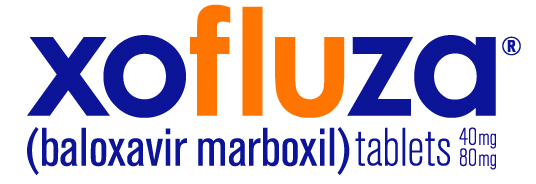 xofluza®
(baloxavir marboxil) tablets 40mg
80mg